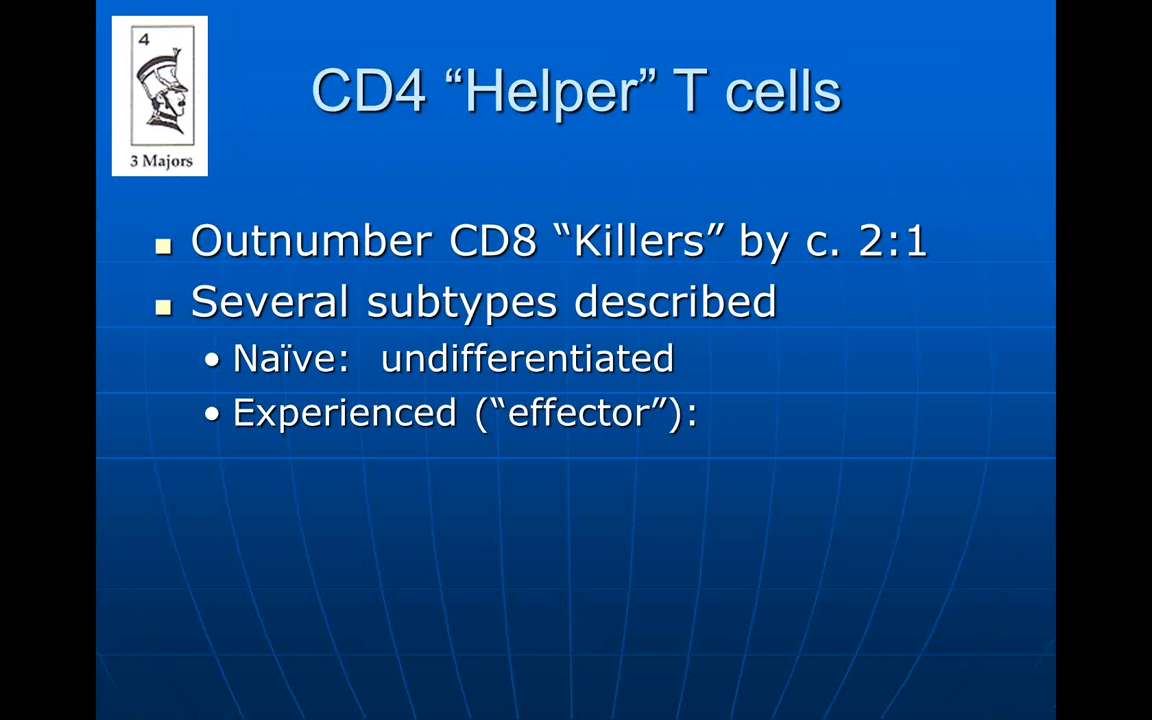 4
3 Majors
CD4 “Helper” T cells
Outnumber CD8 “Killers” by c. 2:1
Several subtypes described
• Naïve: undifferentiated
• Experienced (“effector”):